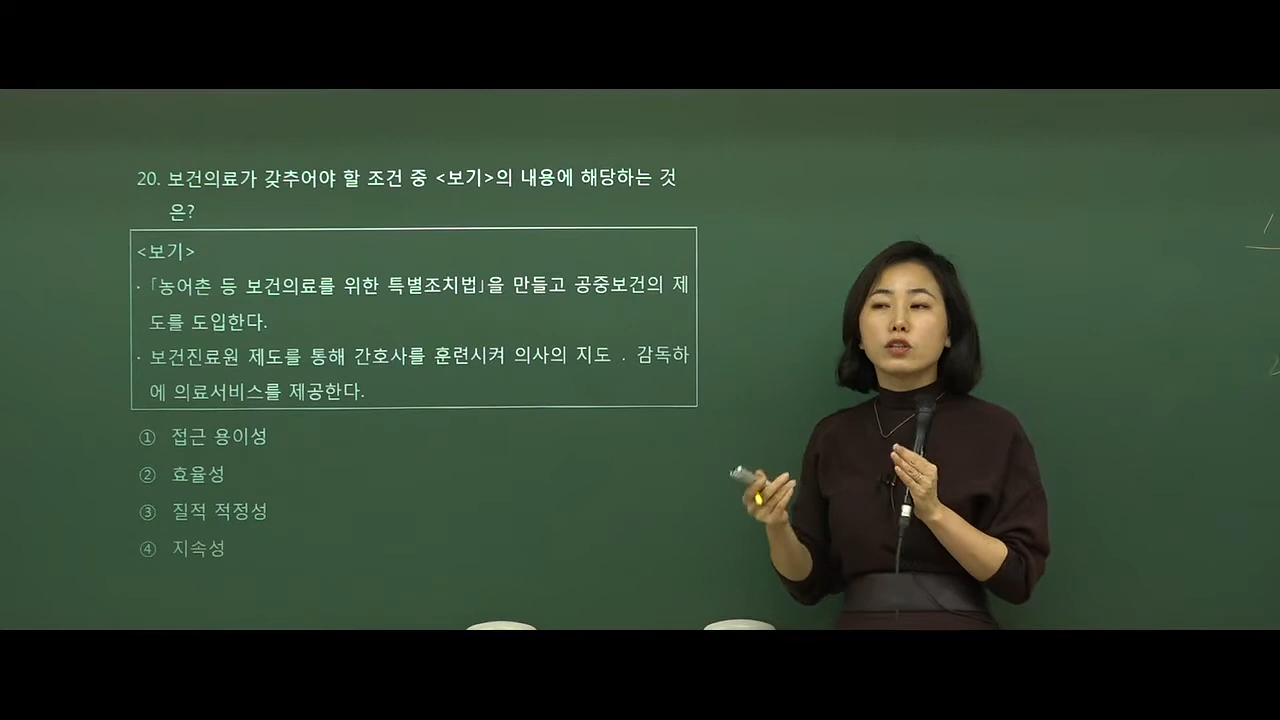 20. 보건의료가 갖추어야 할 조건 중 <보기>의 내용에 해당하는 것
은?
<보기>
· 「농어촌 등 보건의료를 위한 특별조치법」을 만들고 공중보건의 제
도를 도입한다.
· 보건진료원 제도를 통해 간호사를 훈련시켜 의사의 지도 · 감독하
에 의료서비스를 제공한다.
① 접근 용이성
② 효율성
③ 질적 적정성
④ 지속성